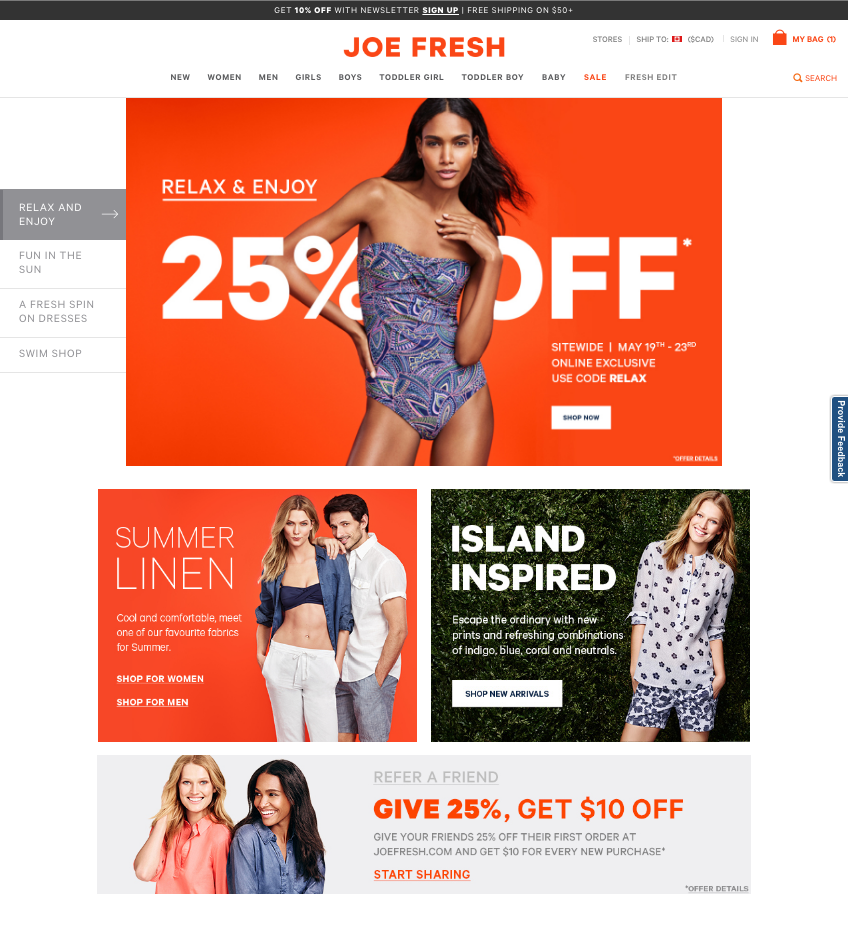 GET 10% OFF WITH NEWSLETTER SIGN UP | FREE SHIPPING ON $50+
JOE FRESH
STORES | SHIP TO: ($CAD) | SIGN IN MY BAG (1)
NEW WOMEN MEN GIRLS BOYS TODDLER GIRL TODDLER BOY BABY SALE FRESH EDIT
SEARCH
RELAX AND
ENJOY
FUN IN THE
SUN
A FRESH SPIN
ON DRESSES
SWIM SHOP
RELAX & ENJOY
25% OFF*
SITEWIDE | MAY 19TH - 23RD
ONLINE EXCLUSIVE
USE CODE RELAX
SHOP NOW
*OFFER DETAILS
Provide Feedback
SUMMER
LINEN
Cool and comfortable, meet
one of our favourite fabrics
for Summer.
SHOP FOR WOMEN
SHOP FOR MEN
ISLAND
INSPIRED
Escape the ordinary with new
prints and refreshing combinations
of indigo, blue, coral and neutrals.
SHOP NEW ARRIVALS
REFER A FRIEND
GIVE 25%, GET $10 OFF
GIVE YOUR FRIENDS 25% OFF THEIR FIRST ORDER AT
JOEFRESH.COM AND GET $10 FOR EVERY NEW PURCHASE*
START SHARING
*OFFER DETAILS